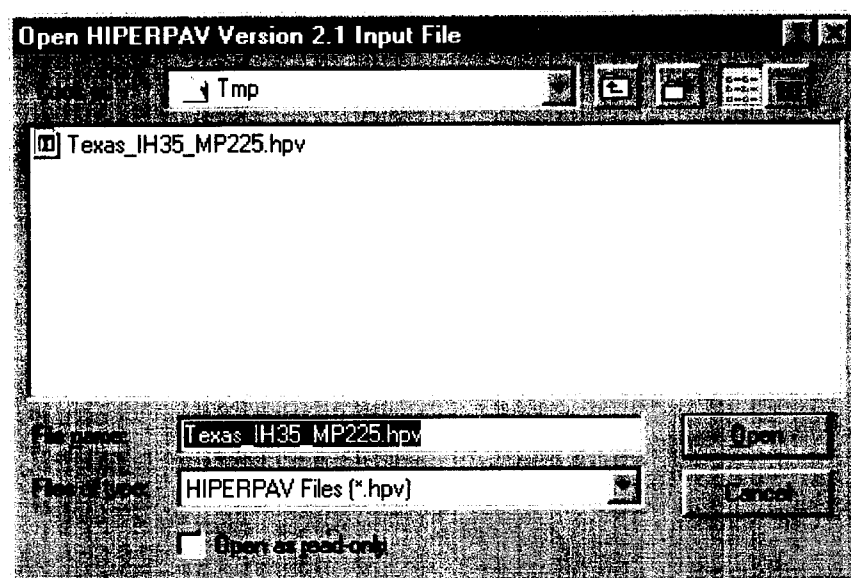 Open HIPERPAV Version 2.1 Input File
Tmp
Texas_IH35_MP225.hpv
File name:
Texas_IH35_MP225.hpv
Open
Files of type:
HIPERPAV Files (*.hpv)
Cancel
Open as read-only